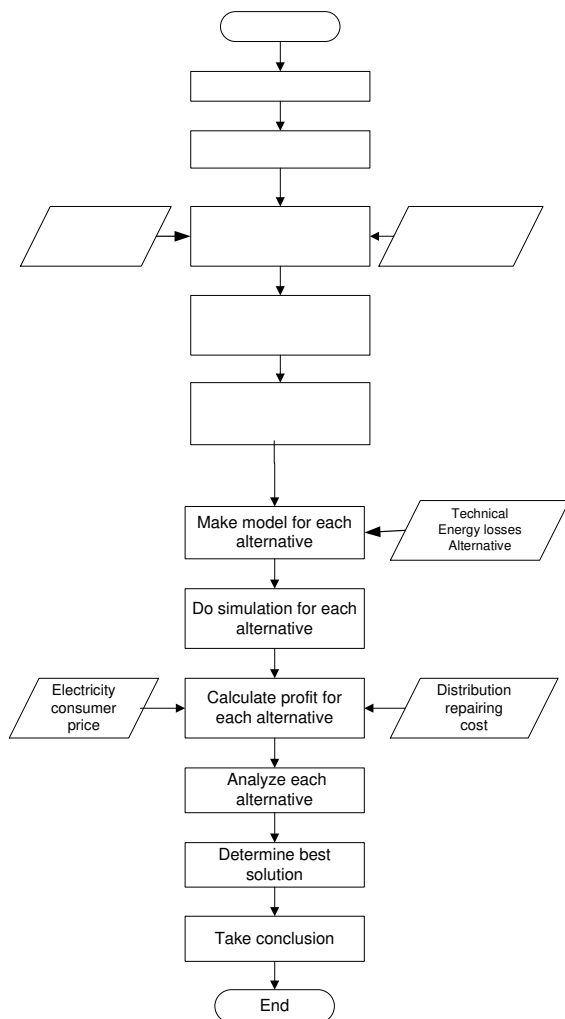 Make model for each
alternative
Technical
Energy losses
Alternative
Do simulation for each
alternative
Electricity
consumer
price
Calculate profit for
each alternative
Distribution
repairing
cost
Analyze each
alternative
Determine best
solution
Take conclusion
End